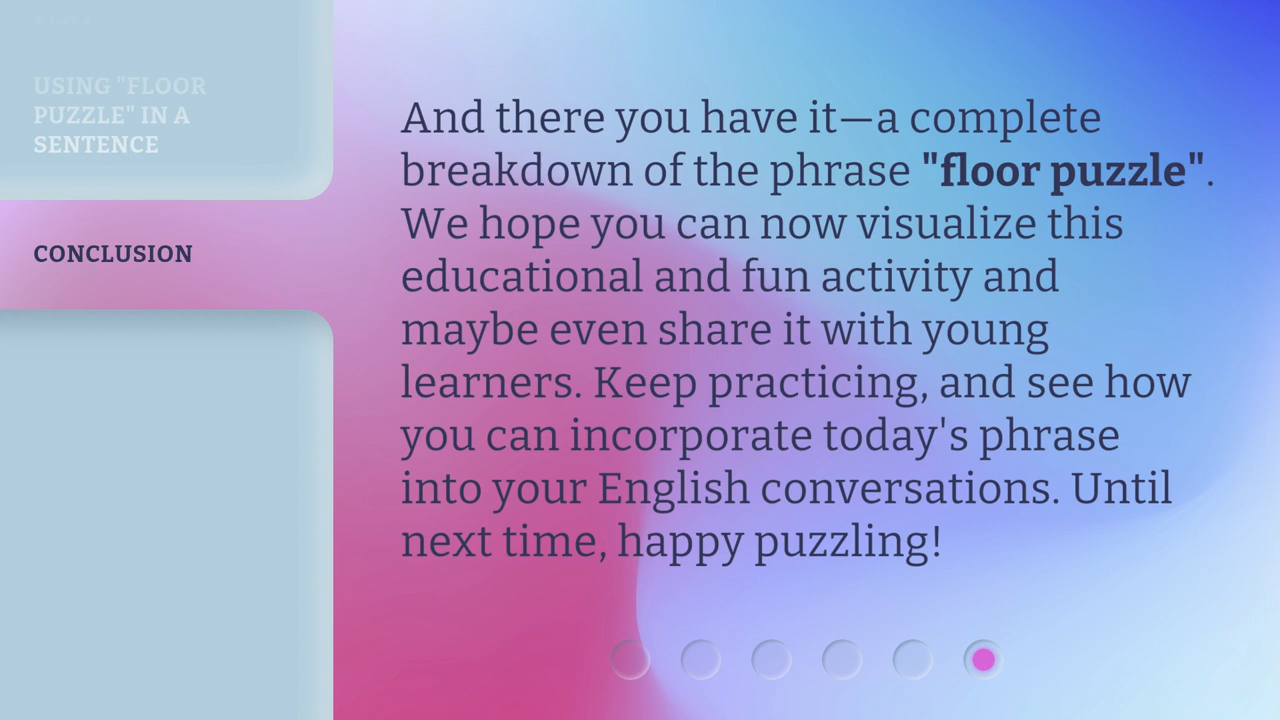 USING "FLOOR
PUZZLE" IN A
SENTENCE
CONCLUSION
And there you have it—a complete
breakdown of the phrase "floor puzzle".
We hope you can now visualize this
educational and fun activity and
maybe even share it with young
learners. Keep practicing, and see how
you can incorporate today's phrase
into your English conversations. Until
next time, happy puzzling!